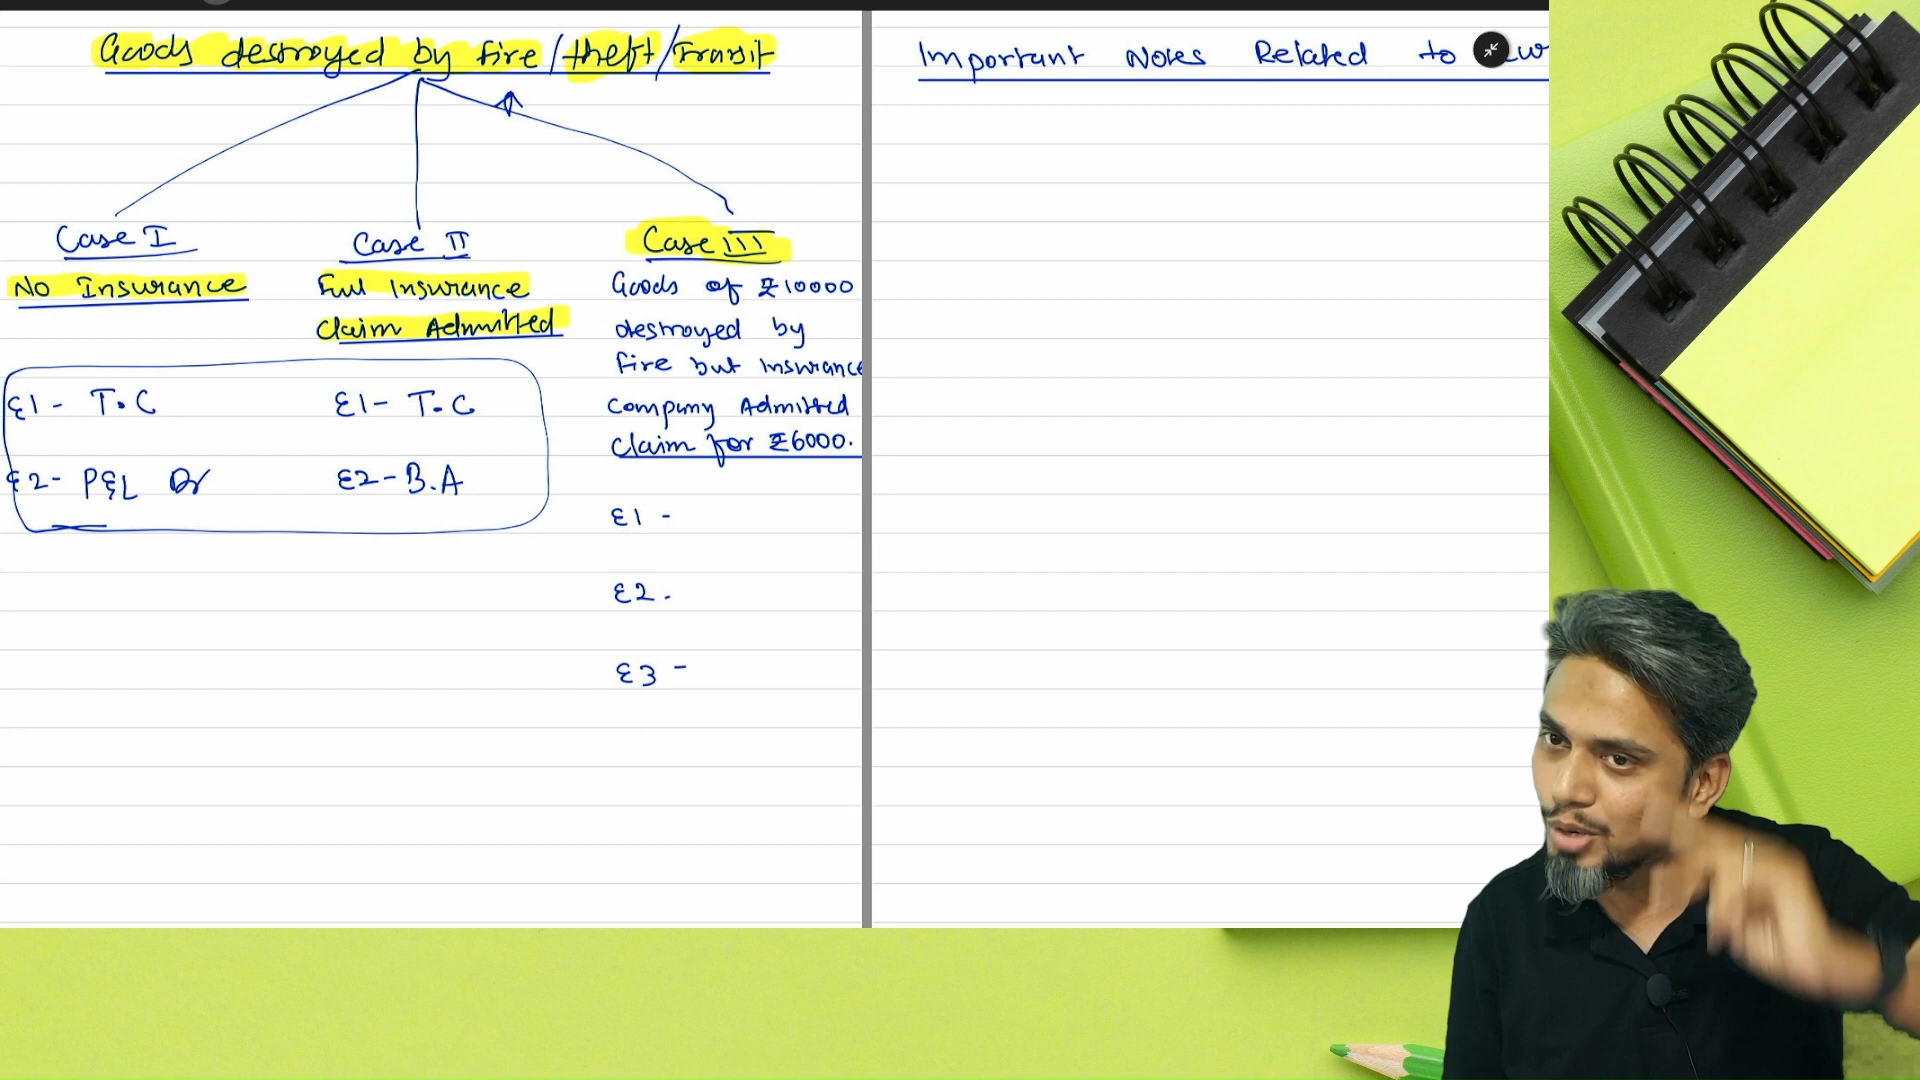 Goods destroyed by fire/theft/Transit
Case I
No Insurance
E1 - T.C
E2 - P&L Dr
Case II
Full Insurance
Claim Admitted
E1 - T.C
E2 - B.A
Case III
Goods of ₹10000
destroyed by
fire but insurance
company Admitted
Claim for ₹6000.
E1 -
E2 -
E3 -
Important Notes Related to